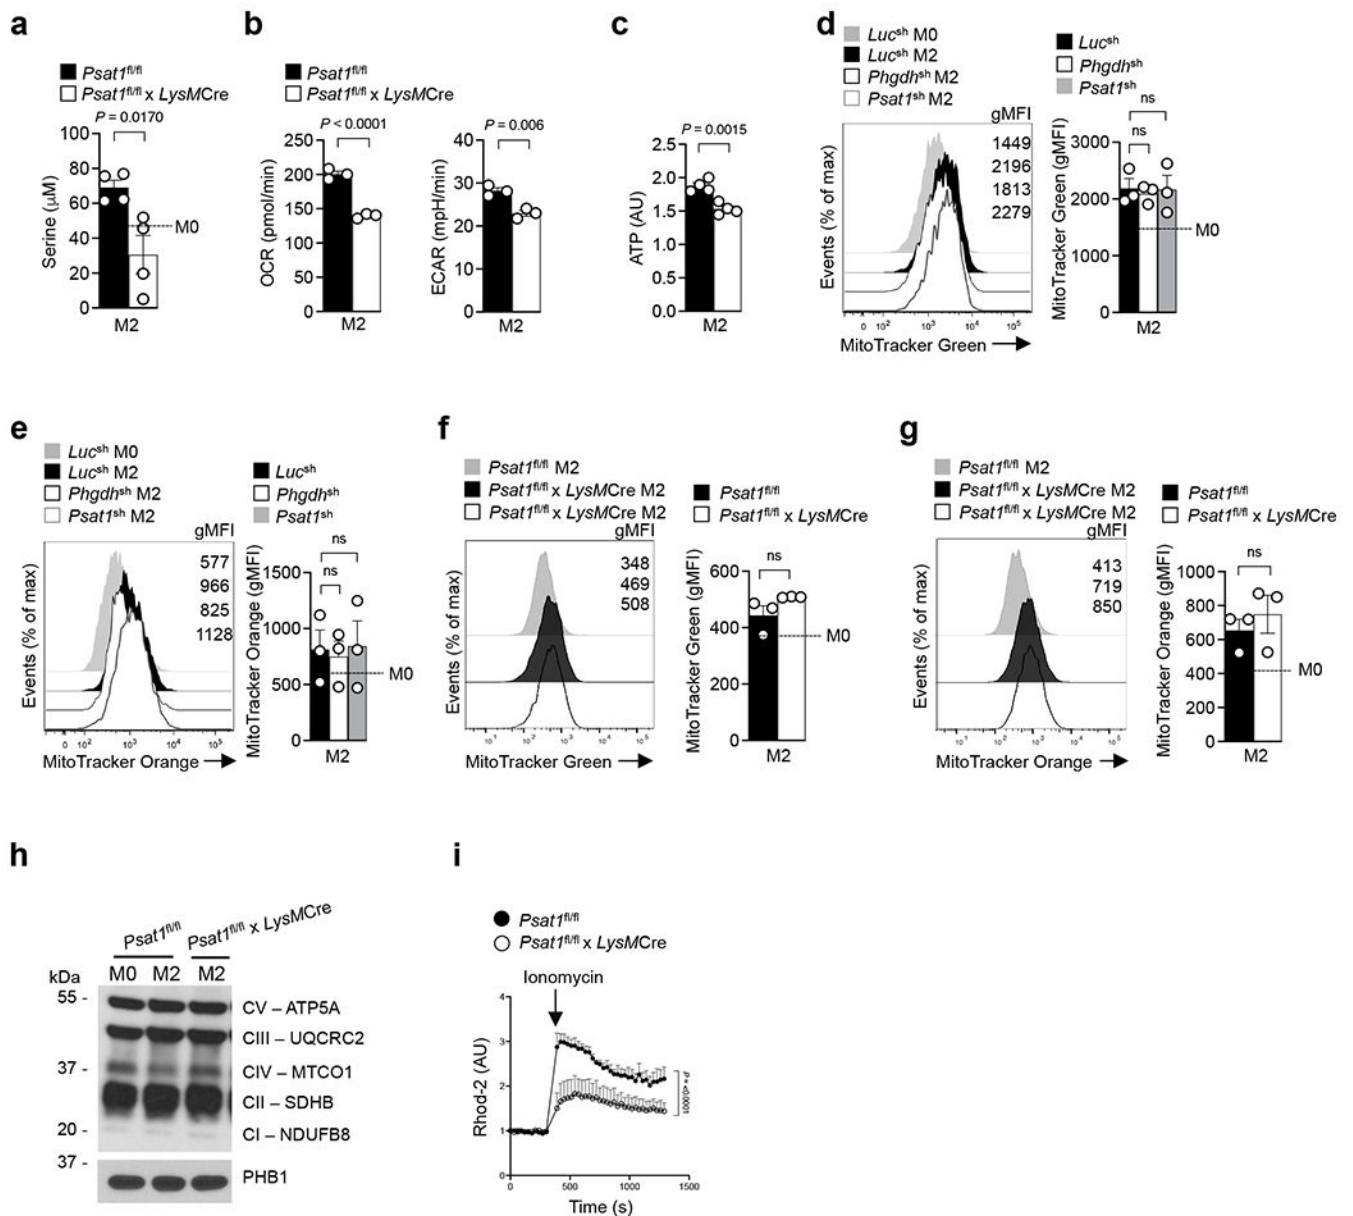 a
Psat1fl/fl
Psat1fl/fl x LysMCre
P = 0.0170
100
80
60
40
20
0
Serine (μM)
M0
M2
b
Psat1fl/fl
Psat1fl/fl x LysMCre
P < 0.0001
250
200
150
100
50
0
OCR (pmol/min)
M2
P = 0.006
40
30
20
10
0
ECAR (mpH/min)
M2
c
P = 0.0015
2.5
2.0
1.5
1.0
0.5
0.0
ATP (AU)
M2
d
Lucsh M0
Lucsh M2
Phgdhsh M2
Psat1sh M2
gMFI
1449
2196
1813
2279
Events (% of max)
0 102 103 104 105
MitoTracker Green
Lucsh
Phgdhsh
Psat1sh
ns
ns
3000
2000
1000
0
MitoTracker Green (gMFI)
M0
M2
e
Lucsh M0
Lucsh M2
Phgdhsh M2
Psat1sh M2
gMFI
577
966
825
1128
Events (% of max)
0 102 103 104 105
MitoTracker Orange
Lucsh
Phgdhsh
Psat1sh
ns
ns
1500
1000
500
0
MitoTracker Orange (gMFI)
M0
M2
f
Psat1fl/fl M2
Psat1fl/fl x LysMCre M2
Psat1fl/fl x LysMCre M2
gMFI
348
469
508
Events (% of max)
MitoTracker Green
Psat1fl/fl
Psat1fl/fl x LysMCre
ns
600
400
200
0
MitoTracker Green (gMFI)
M0
M2
g
Psat1fl/fl M2
Psat1fl/fl x LysMCre M2
Psat1fl/fl x LysMCre M2
gMFI
413
719
850
Events (% of max)
MitoTracker Orange
Psat1fl/fl
Psat1fl/fl x LysMCre
ns
1000
800
600
400
200
0
MitoTracker Orange (gMFI)
M0
M2
h
Psat1fl/fl
Psat1fl/fl x LysMCre
kDa
M0 M2 M2
55 -
37 -
20 -
37 -
CV – ATP5A
CIII – UQCRC2
CIV – MTCO1
CII – SDHB
CI – NDUFB8
PHB1
i
Psat1fl/fl
Psat1fl/fl x LysMCre
Ionomycin
4
3
2
1
0
Rhod-2 (AU)
0 500 1000 1500
Time (s)